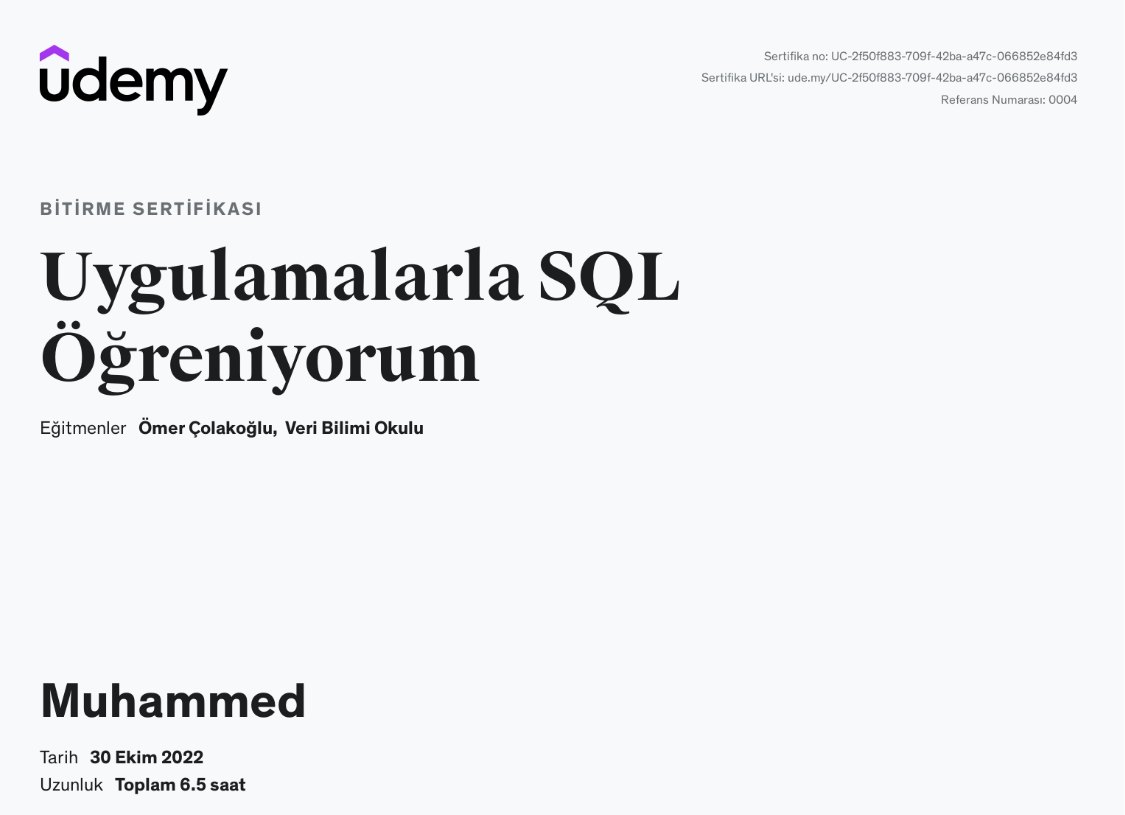 udemy
Sertifika no: UC-2f50f883-709f-42ba-a47c-066852e84fd3
Sertifika URL'si: ude.my/UC-2f50f883-709f-42ba-a47c-066852e84fd3
Referans Numarası: 0004
BİTİRME SERTİFİKASI
Uygulamalarla SQL
Öğreniyorum
Eğitmenler Ömer Çolakoğlu, Veri Bilimi Okulu
Muhammed
Tarih 30 Ekim 2022
Uzunluk Toplam 6.5 saat